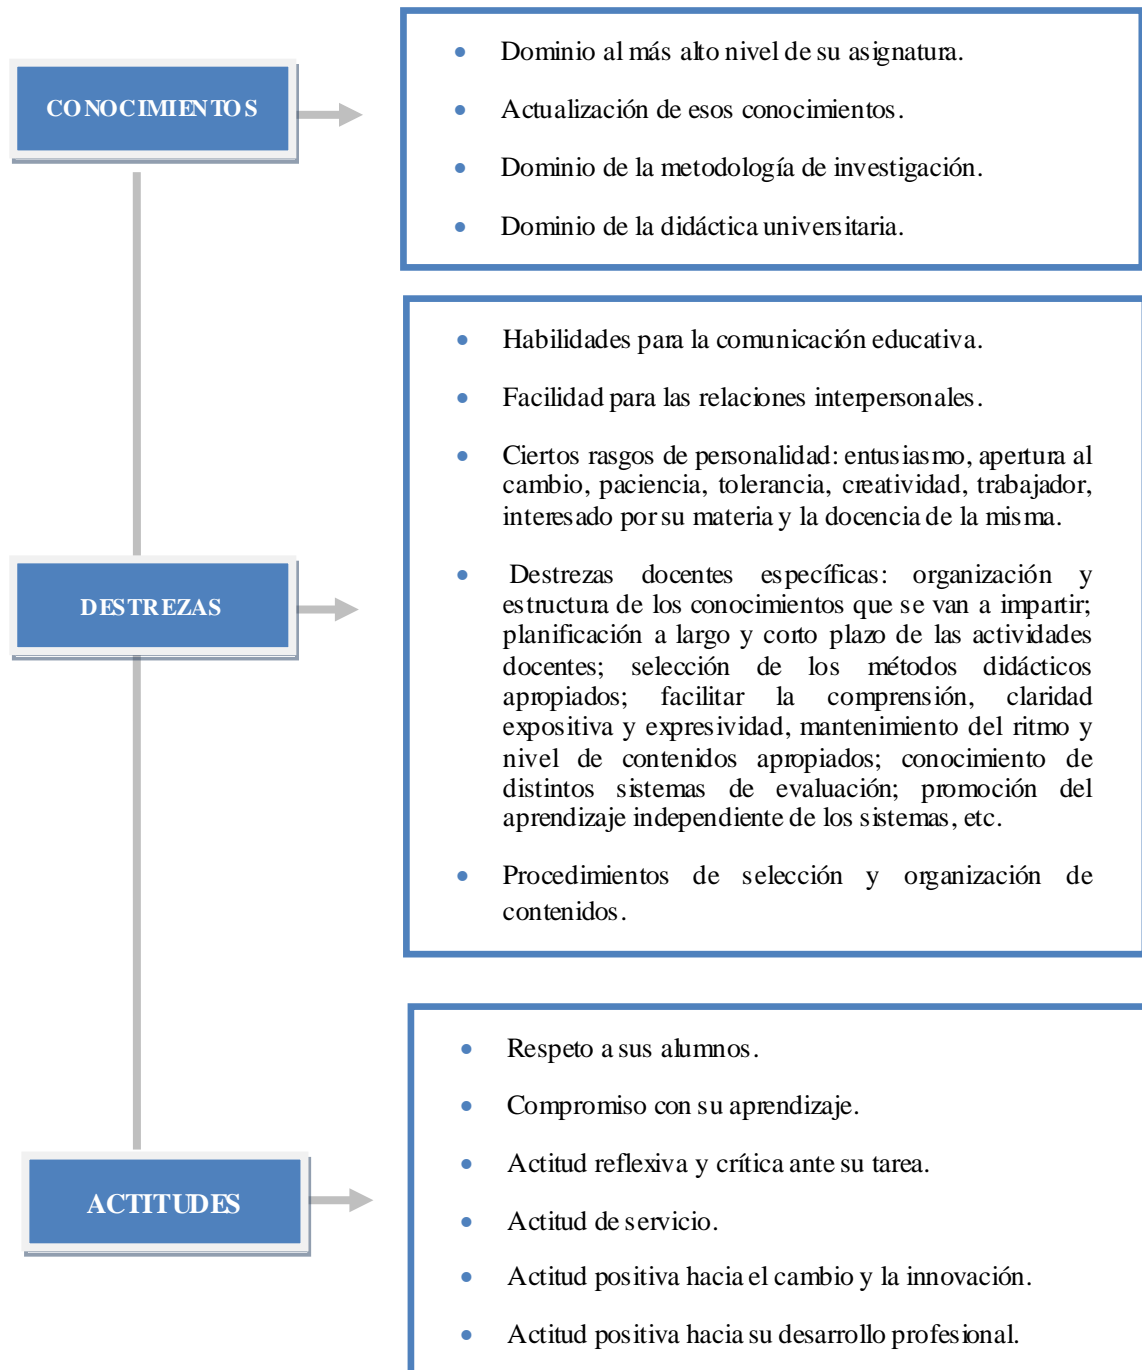 CONOCIMIENTOS
• Dominio al más alto nivel de su asignatura.
• Actualización de esos conocimientos.
• Dominio de la metodología de investigación.
• Dominio de la didáctica universitaria.
DESTREZAS
• Habilidades para la comunicación educativa.
• Facilidad para las relaciones interpersonales.
• Ciertos rasgos de personalidad: entusiasmo, apertura al
cambio, paciencia, tolerancia, creatividad, trabajador,
interesado por su materia y la docencia de la misma.
• Destrezas docentes específicas: organización y
estructura de los conocimientos que se van a impartir;
planificación a largo y corto plazo de las actividades
docentes; selección de los métodos didácticos
apropiados; facilitar la comprensión, claridad
expositiva y expresividad, mantenimiento del ritmo y
nivel de contenidos apropiados; conocimiento de
distintos sistemas de evaluación; promoción del
aprendizaje independiente de los sistemas, etc.
• Procedimientos de selección y organización de
contenidos.
ACTITUDES
• Respeto a sus alumnos.
• Compromiso con su aprendizaje.
• Actitud reflexiva y crítica ante su tarea.
• Actitud de servicio.
• Actitud positiva hacia el cambio y la innovación.
• Actitud positiva hacia su desarrollo profesional.